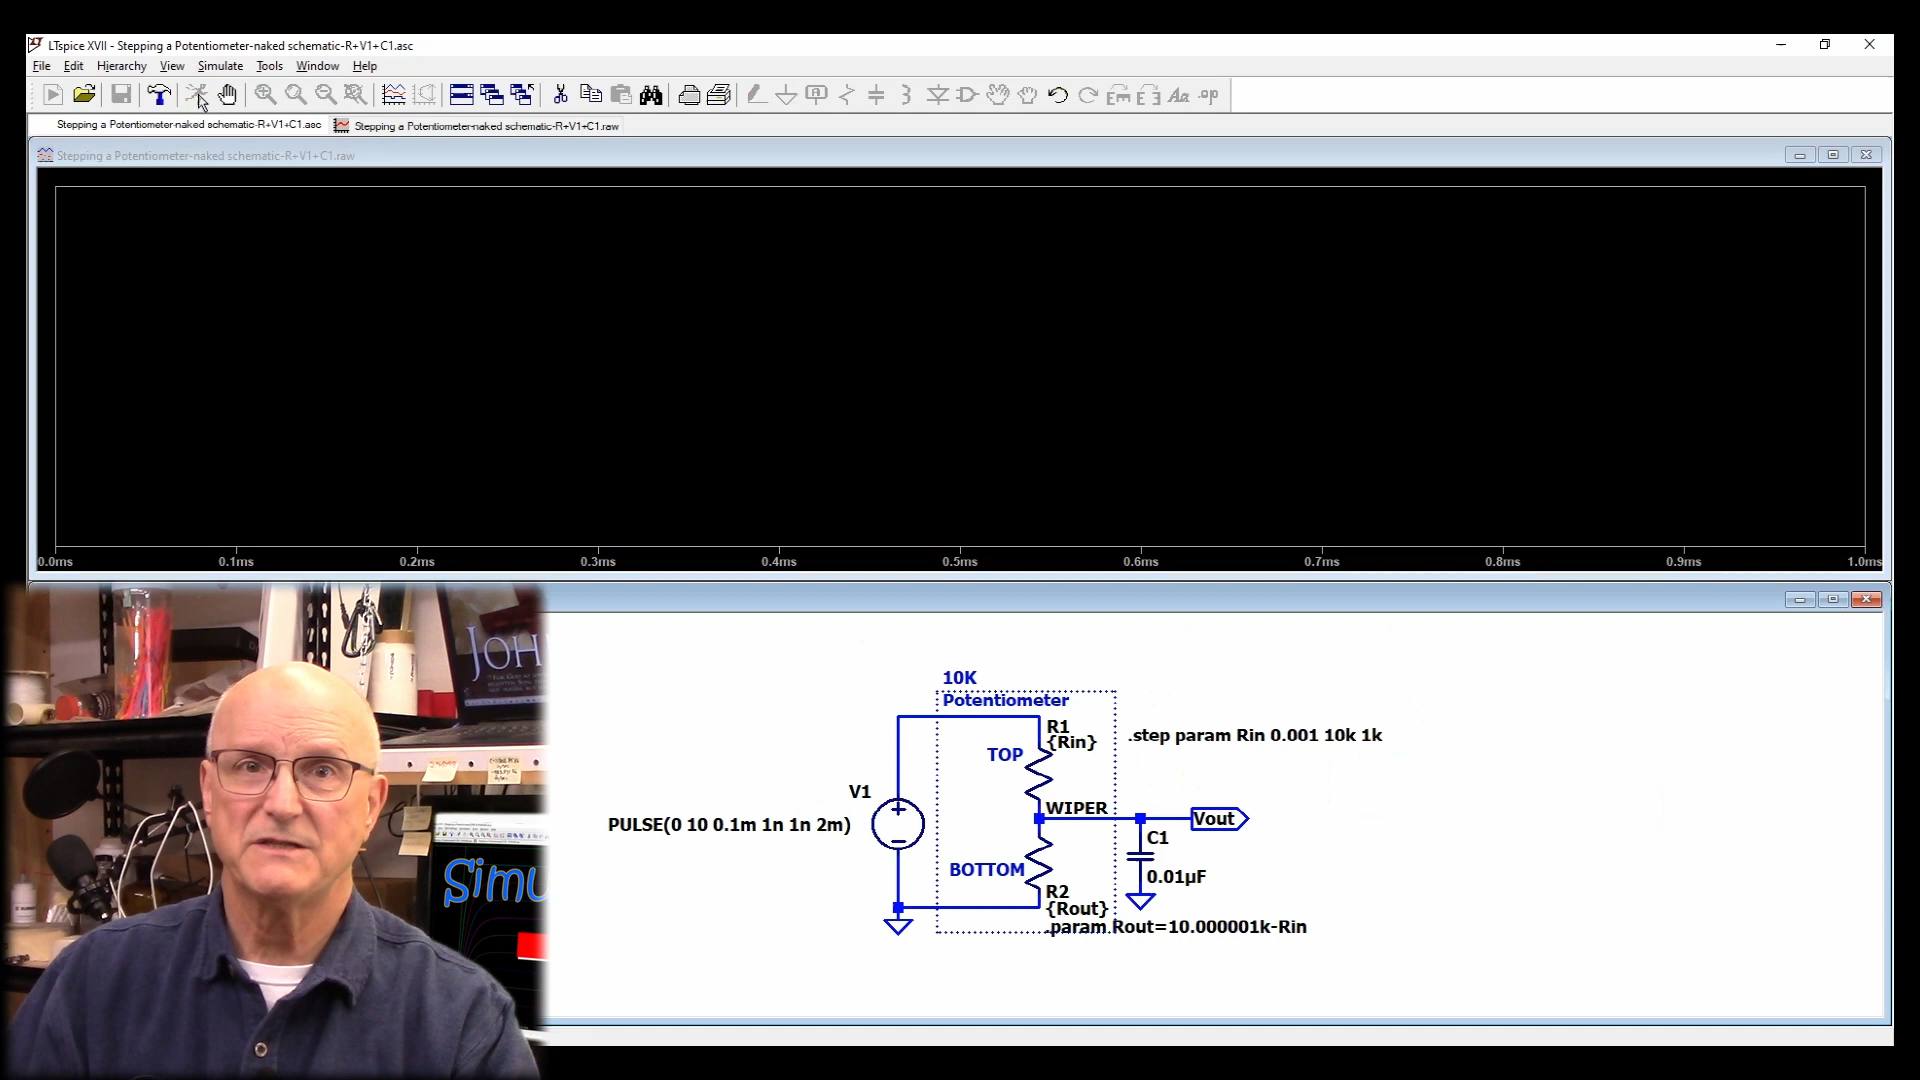 LTspice XVII - Stepping a Potentiometer-naked schematic-R+V1+C1.asc
File Edit Hierarchy View Simulate Tools Window Help
Stepping a Potentiometer-naked schematic-R+V1+C1.asc Stepping a Potentiometer-naked schematic-R+V1+C1.raw
Stepping a Potentiometer-naked schematic-R+V1+C1.raw
0.0ms 0.1ms 0.2ms 0.3ms 0.4ms 0.5ms 0.6ms 0.7ms 0.8ms 0.9ms 1.0ms
JOH
10K
Potentiometer
R1
{Rin}
.step param Rin 0.001 10k 1k
TOP
V1
WIPER
Vout
PULSE(0 10 0.1m 1n 1n 2m)
C1
BOTTOM
0.01µF
R2
{Rout}
.param Rout=10.000001k-Rin
Simu